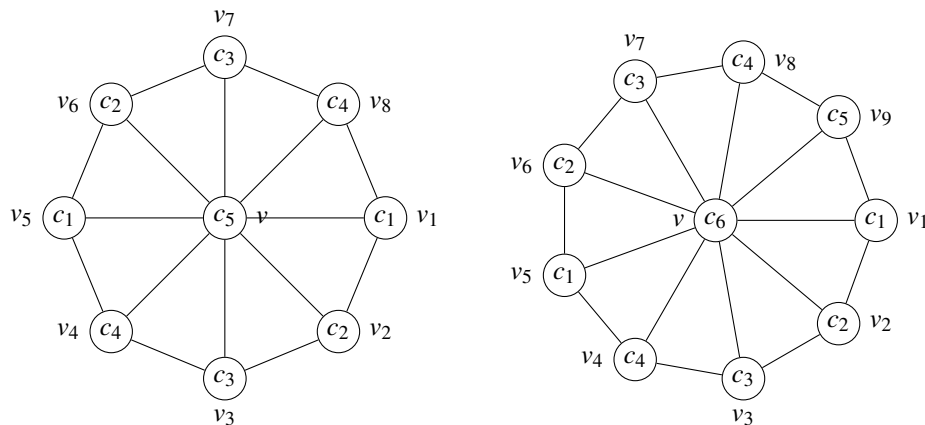 v₇
c₃
v₆ c₂ c₄ v₈
v₅ c₁ c₅ v c₁ v₁
v₄ c₄ c₂ v₂
c₃
v₃
v₇ c₃ c₄ v₈
c₅ v₉
v₆ c₂
v c₆ c₁ v₁
v₅ c₁
c₂ v₂
v₄ c₄ c₃
v₃